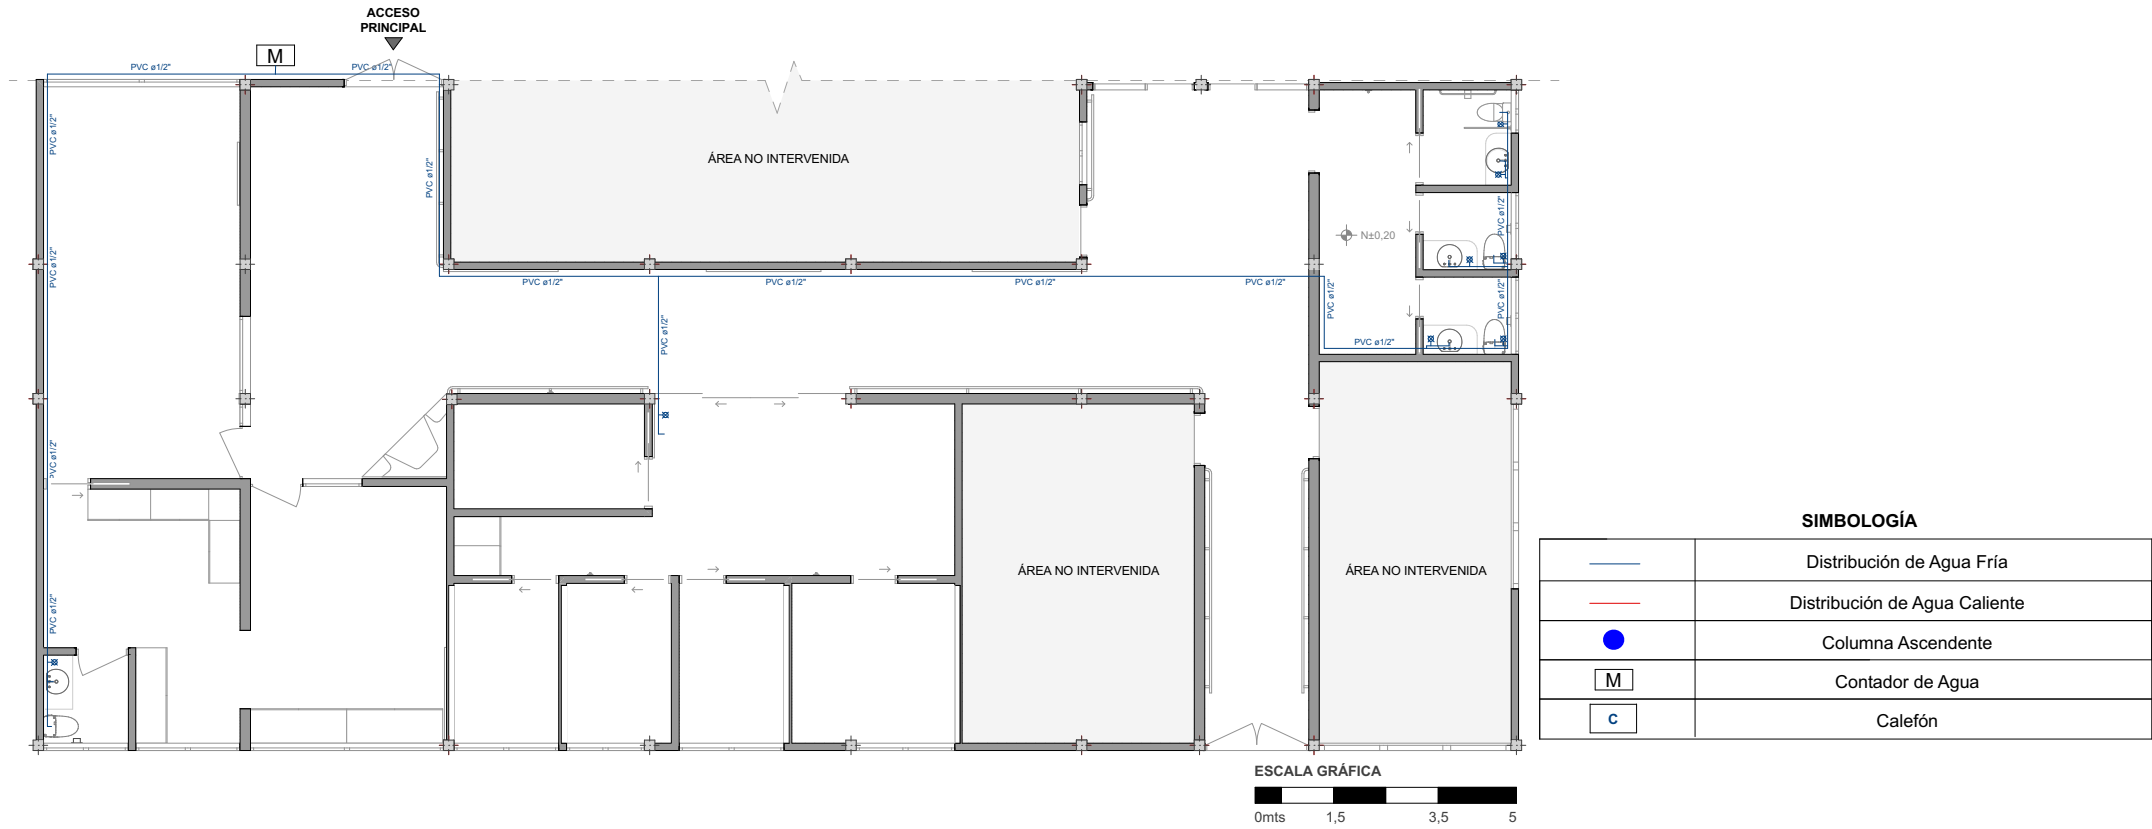 ACCESO
PRINCIPAL
M
PVC ø1/2"
PVC ø1/2"
PVC ø1/2"
PVC ø1/2"
PVC ø1/2"
PVC ø1/2"
PVC ø1/2"
ÁREA NO INTERVENIDA
PVC ø1/2"
PVC ø1/2"
PVC ø1/2"
PVC ø1/2"
PVC ø1/2"
PVC ø1/2"
PVC ø1/2"
PVC ø1/2"
N±0,20
ÁREA NO INTERVENIDA
ÁREA NO INTERVENIDA
SIMBOLOGÍA
Distribución de Agua Fría
Distribución de Agua Caliente
Columna Ascendente
M Contador de Agua
C Calefón
ESCALA GRÁFICA
0mts 1,5 3,5 5